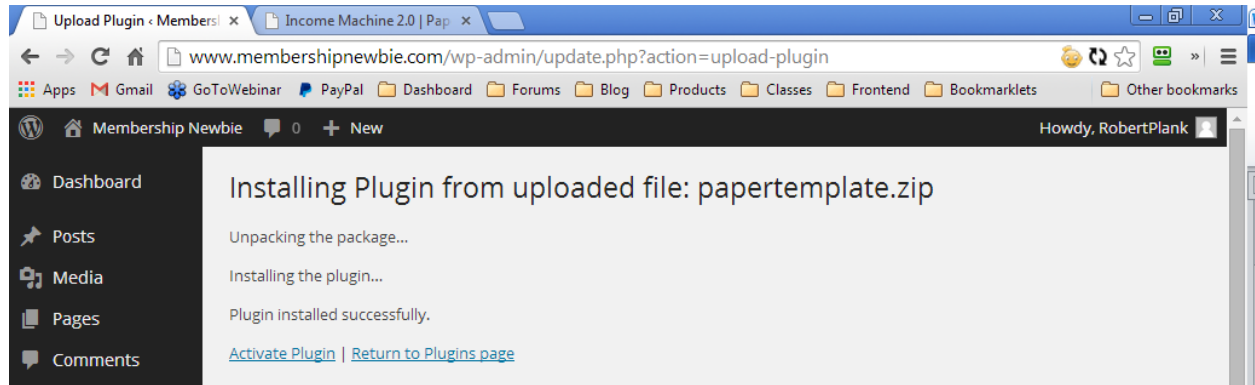 Upload Plugin ‹ Membersh Income Machine 2.0 | Pap
www.membershipnewbie.com/wp-admin/update.php?action=upload-plugin
Apps Gmail GoToWebinar PayPal Dashboard Forums Blog Products Classes Frontend Bookmarklets Other bookmarks
Membership Newbie 0 + New Howdy, RobertPlank
Dashboard
Installing Plugin from uploaded file: papertemplate.zip
Posts
Unpacking the package...
Media
Installing the plugin...
Pages
Plugin installed successfully.
Comments
Activate Plugin | Return to Plugins page